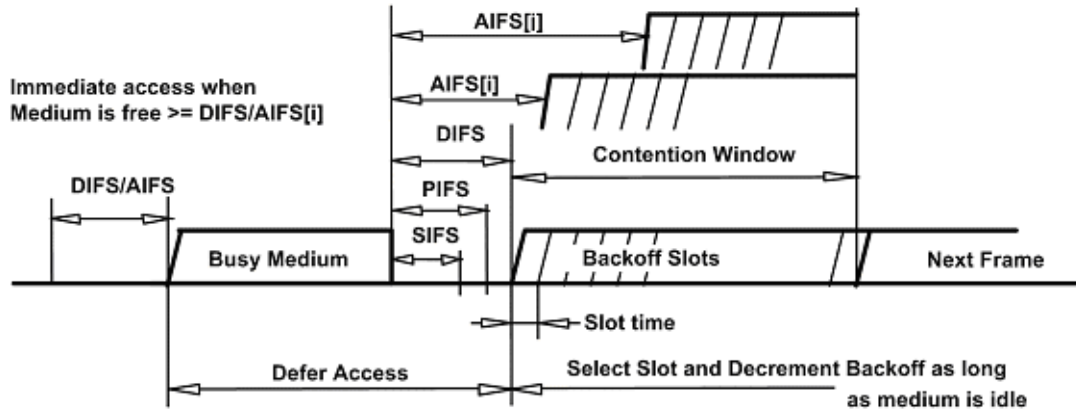 AIFS[i]
AIFS[i]
Immediate access when
Medium is free >= DIFS/AIFS[i]
DIFS
Contention Window
DIFS/AIFS
PIFS
SIFS
Busy Medium
Backoff Slots
Next Frame
Slot time
Defer Access
Select Slot and Decrement Backoff as long
as medium is idle